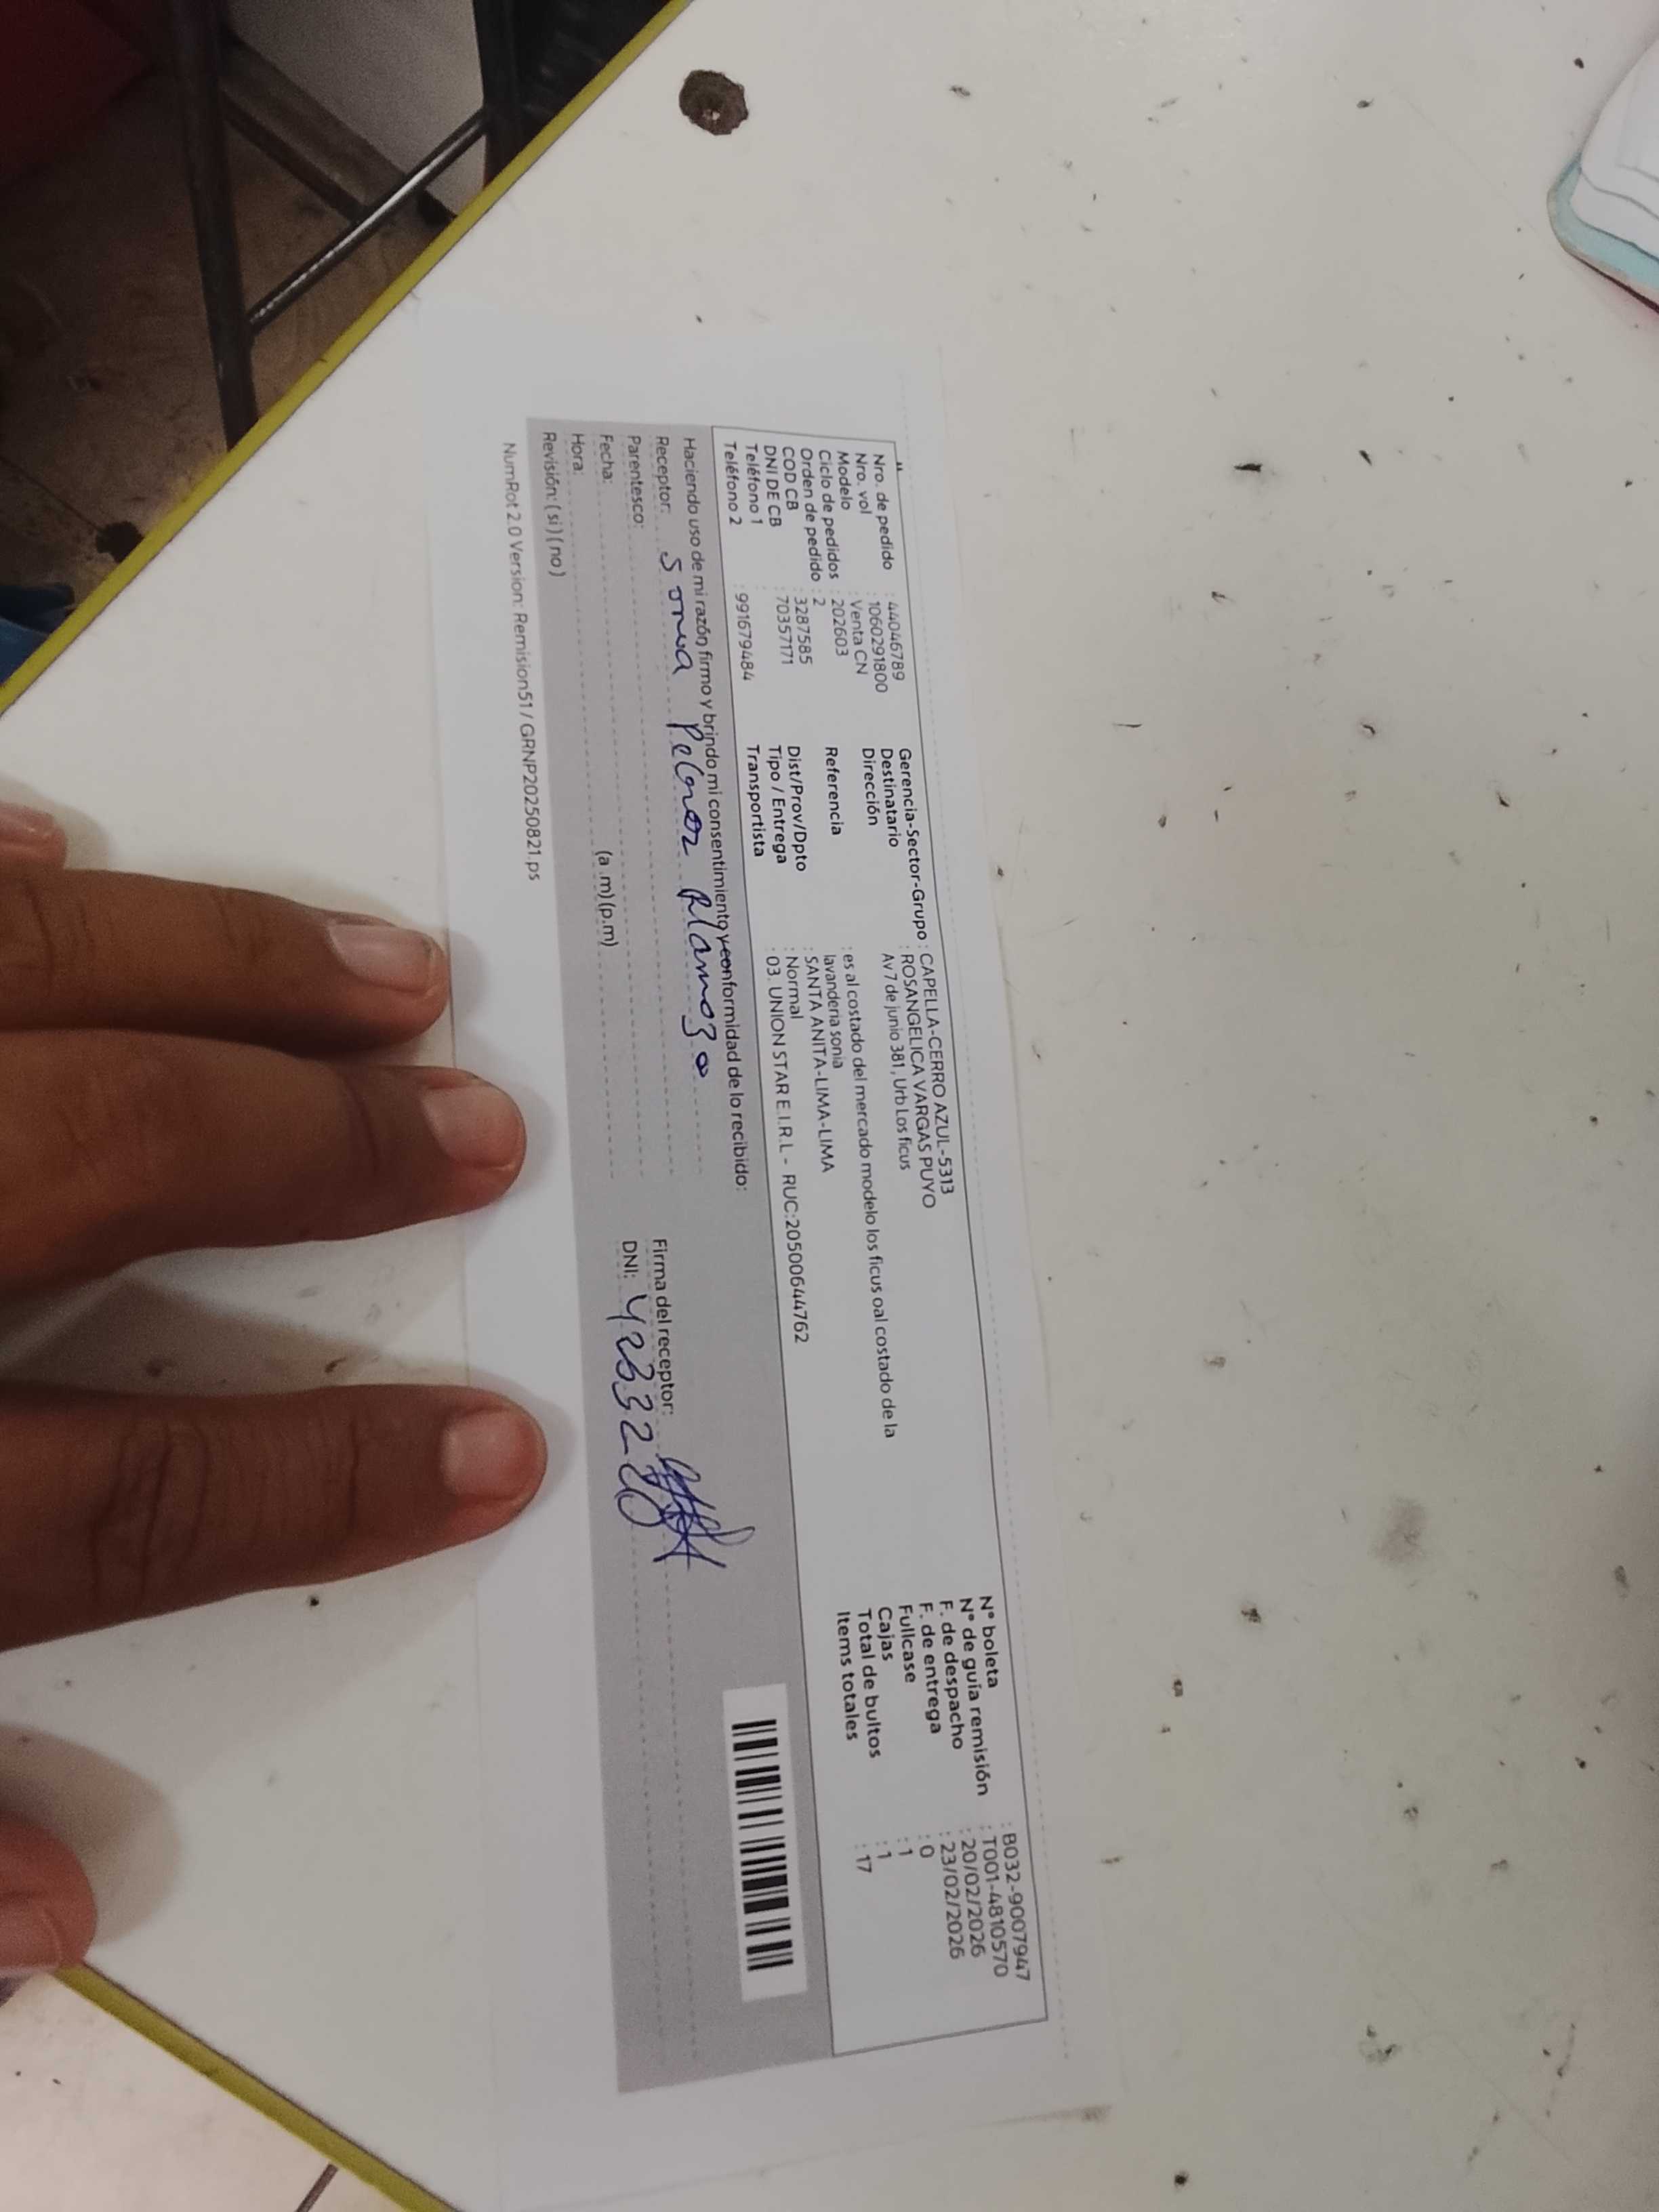 Nro. de pedido : 44046789
Nro. vol : 1060291800
Modelo : Venta CN
Ciclo de pedidos : 202603
Orden de pedido : 2
COD CB : 3287585
DNI DE CB : 70357171
Teléfono 1
Teléfono 2 : 991679484
Gerencia-Sector-Grupo : CAPELLA-CERRO AZUL-5313
Destinatario : ROSANGELICA VARGAS PUYO
Dirección Av 7 de junio 381, Urb Los ficus
Referencia : es al costado del mercado modelo los ficus oal costado de la
lavanderia sonia
Dist/Prov/Dpto : SANTA ANITA-LIMA-LIMA
Tipo / Entrega : Normal
Transportista : 03. UNION STAR E.I.R.L - RUC:20500644762
N° boleta : B032-9007947
N° de guía remisión : T001-4810570
F. de despacho : 20/02/2026
F. de entrega : 23/02/2026
Fullcase : 0
Cajas : 1
Total de bultos : 1
Items totales : 17
Haciendo uso de mi razón, firmo y brindo mi consentimiento y conformidad de lo recibido:
Receptor:
Parentesco:
Fecha:
Hora: (a.m) (p.m)
Revisión: ( si ) ( no )
Firma del receptor:
DNI:
NumRot 2.0 Version: Remision51 / GRNP20250821.ps